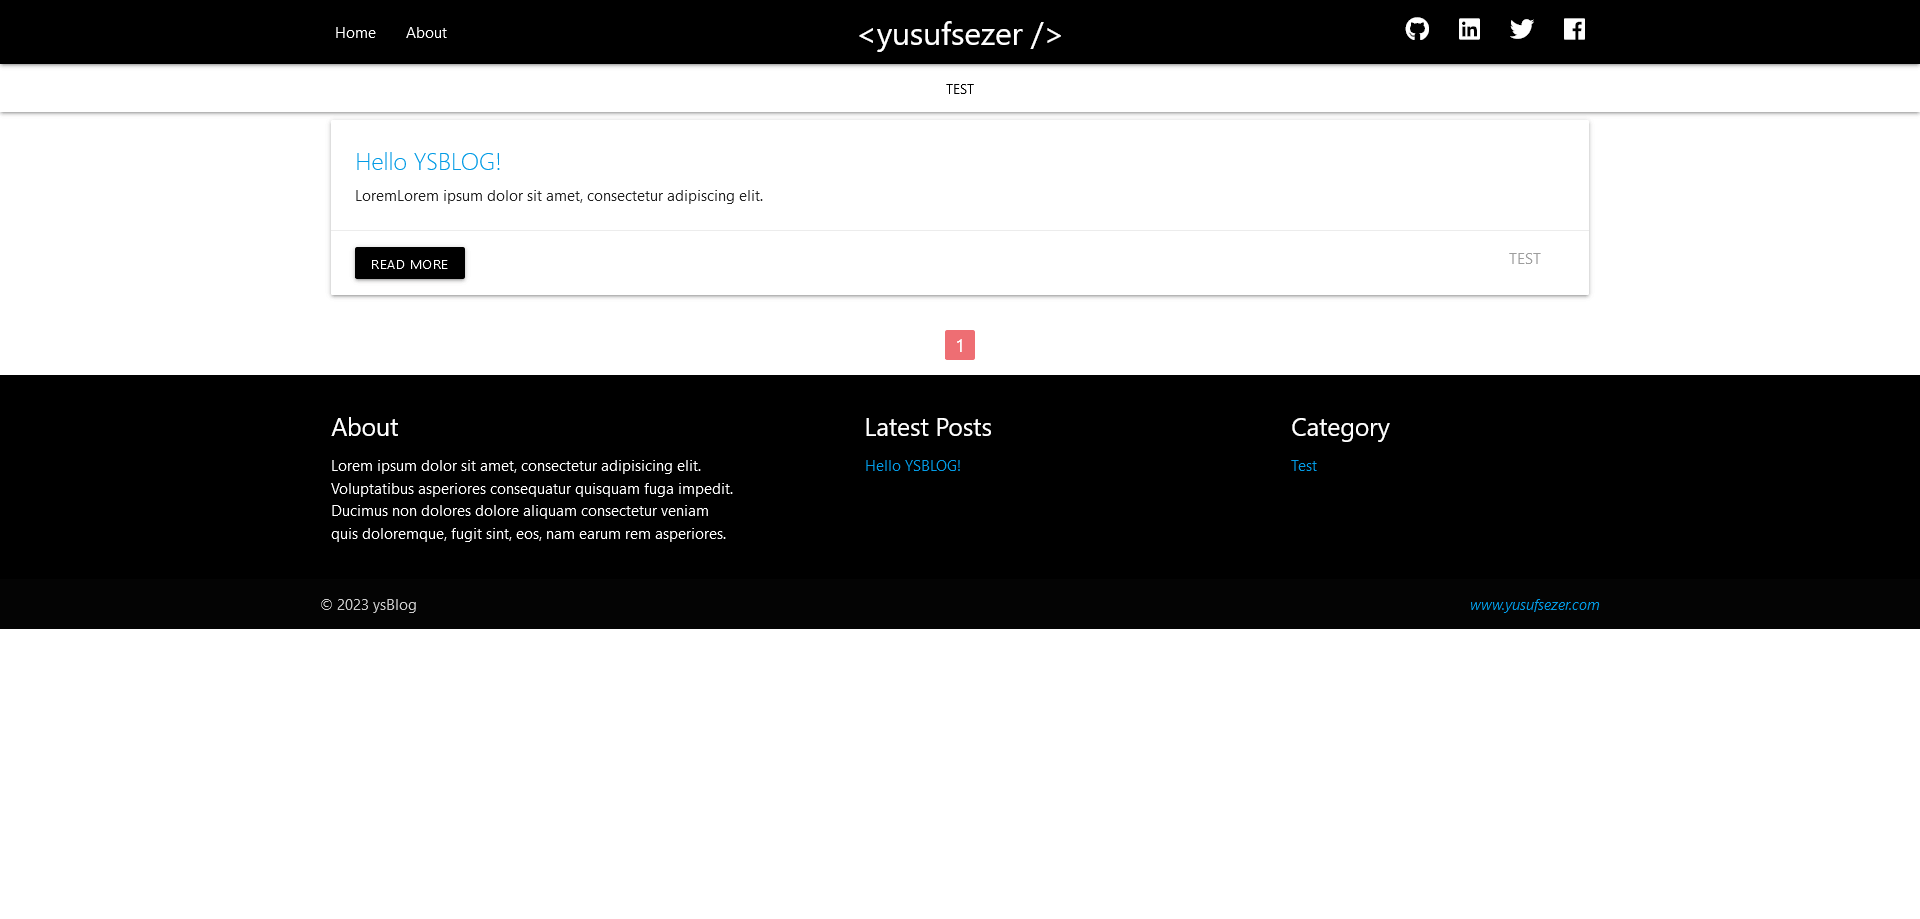 Home About <yusufsezer />
TEST
Hello YSBLOG!
LoremLorem ipsum dolor sit amet, consectetur adipiscing elit.
READ MORE TEST
1
About
Lorem ipsum dolor sit amet, consectetur adipisicing elit.
Voluptatibus asperiores consequatur quisquam fuga impedit.
Ducimus non dolores dolore aliquam consectetur veniam
quis doloremque, fugit sint, eos, nam earum rem asperiores.
Latest Posts
Hello YSBLOG!
Category
Test
© 2023 ysBlog www.yusufsezer.com